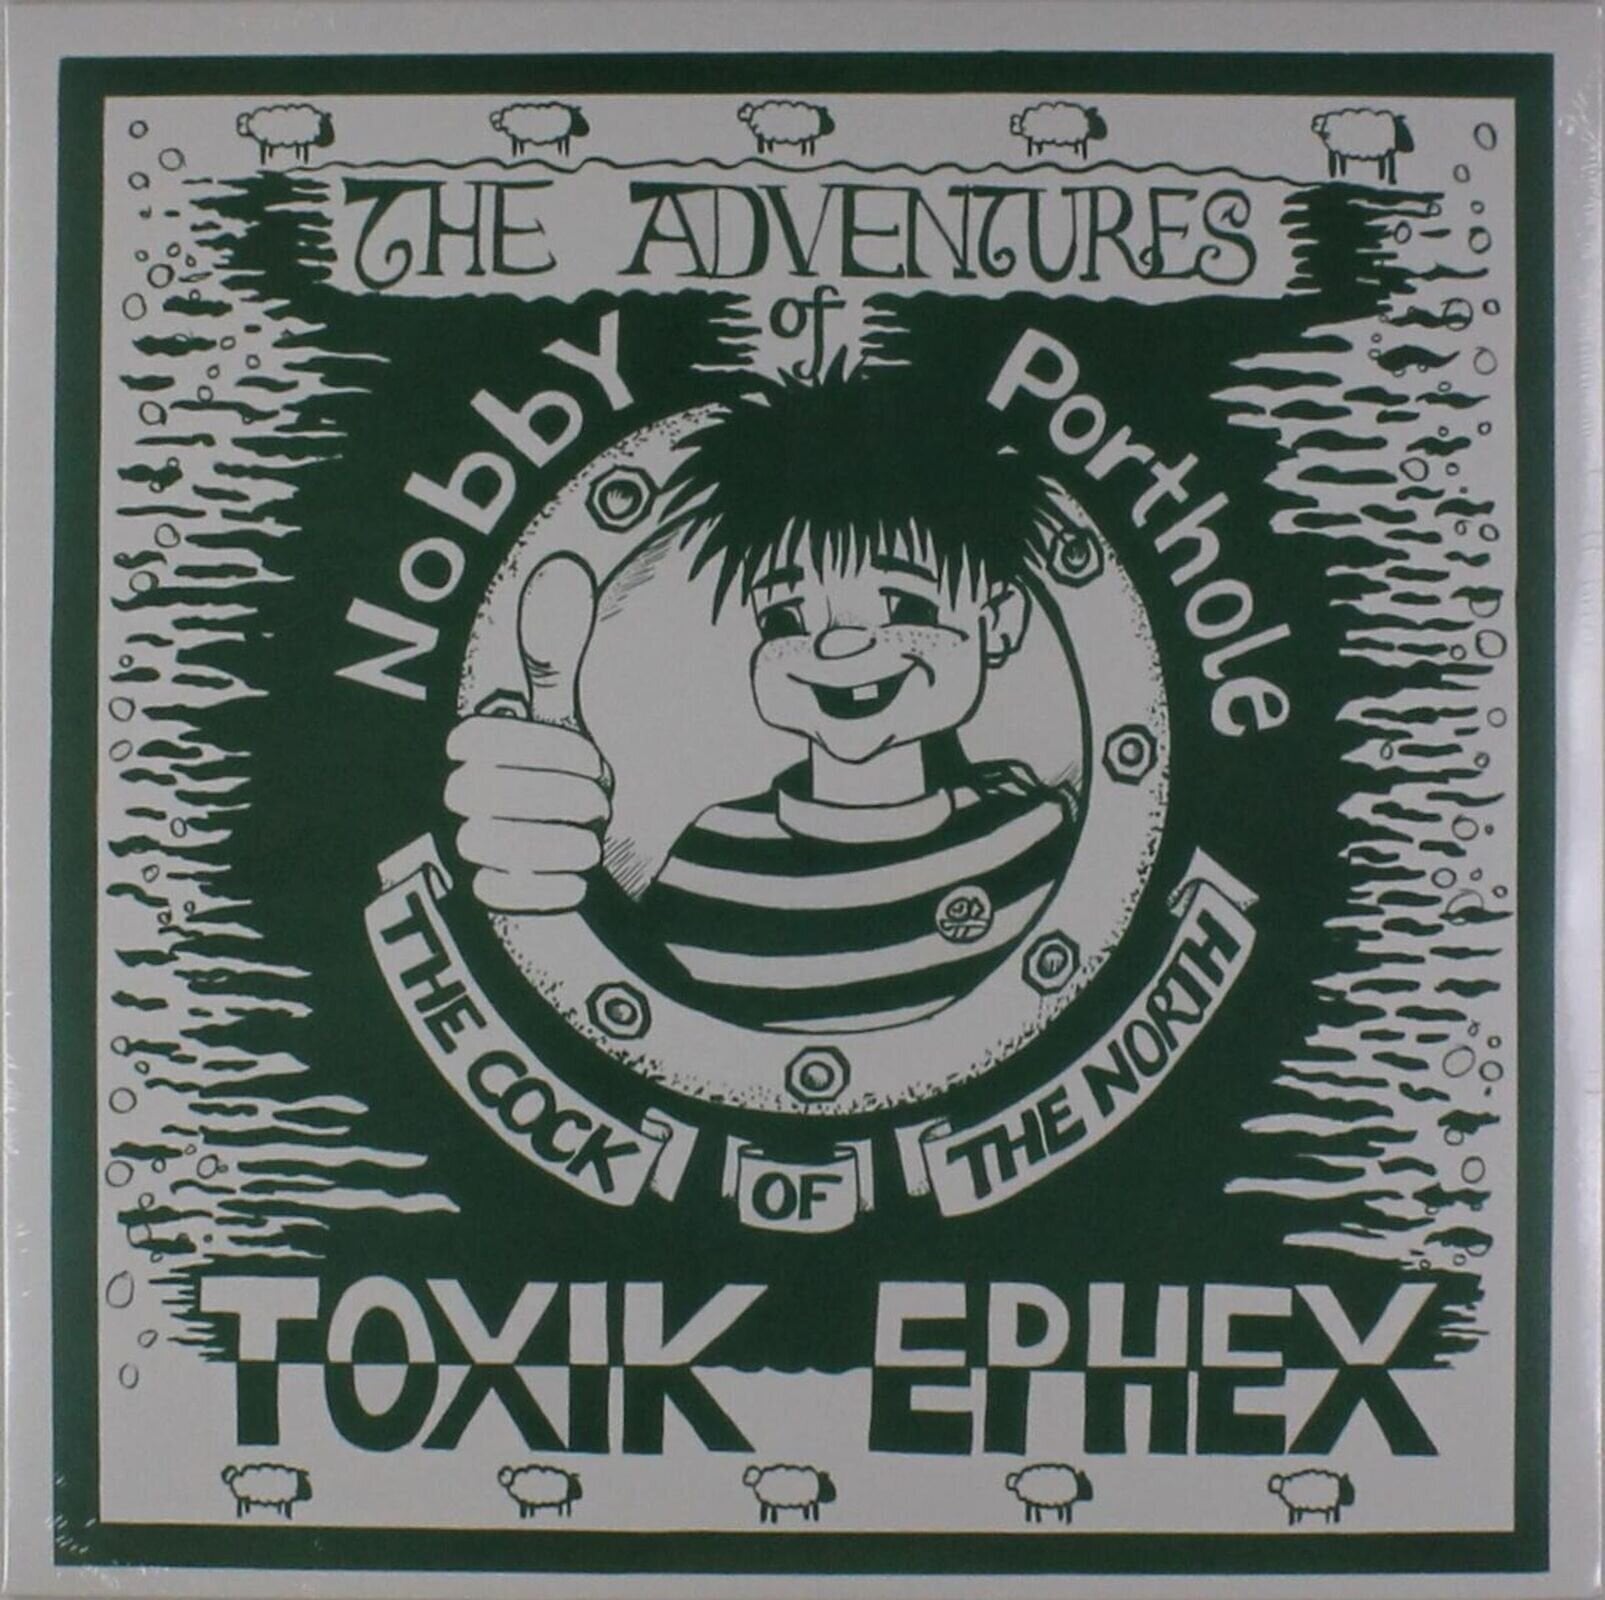 THE ADVENTURES
of
Nobby Porthole
THE COCK OF THE NORTH
TOXIK EPHEX